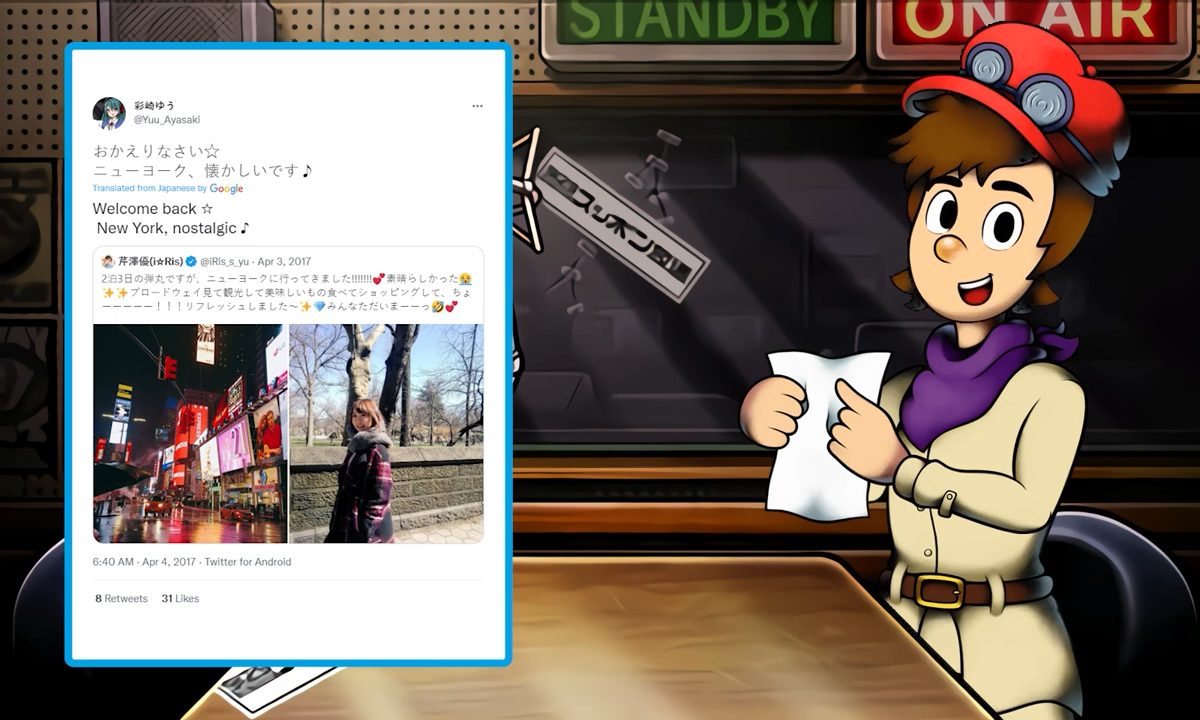 STANDBY
ON AIR
彩崎ゆう
@Yuu_Ayasaki
おかえりなさい☆
ニューヨーク、懐かしいです♪
Translated from Japanese by Google
Welcome back ☆
New York, nostalgic ♪
芹澤優(i☆Ris) @iRis_s_yu · Apr 3, 2017
2泊3日の弾丸ですが、ニューヨークに行ってきました!!!!!!!💕素晴らしかった😭
✨✨ブロードウェイ見て観光して美味しいもの食べてショッピングして、ちょ
ーーーーー！！！リフレッシュしました〜✨💎みんなただいまーーっ🤣💕
6:40 AM · Apr 4, 2017 · Twitter for Android
8 Retweets 31 Likes